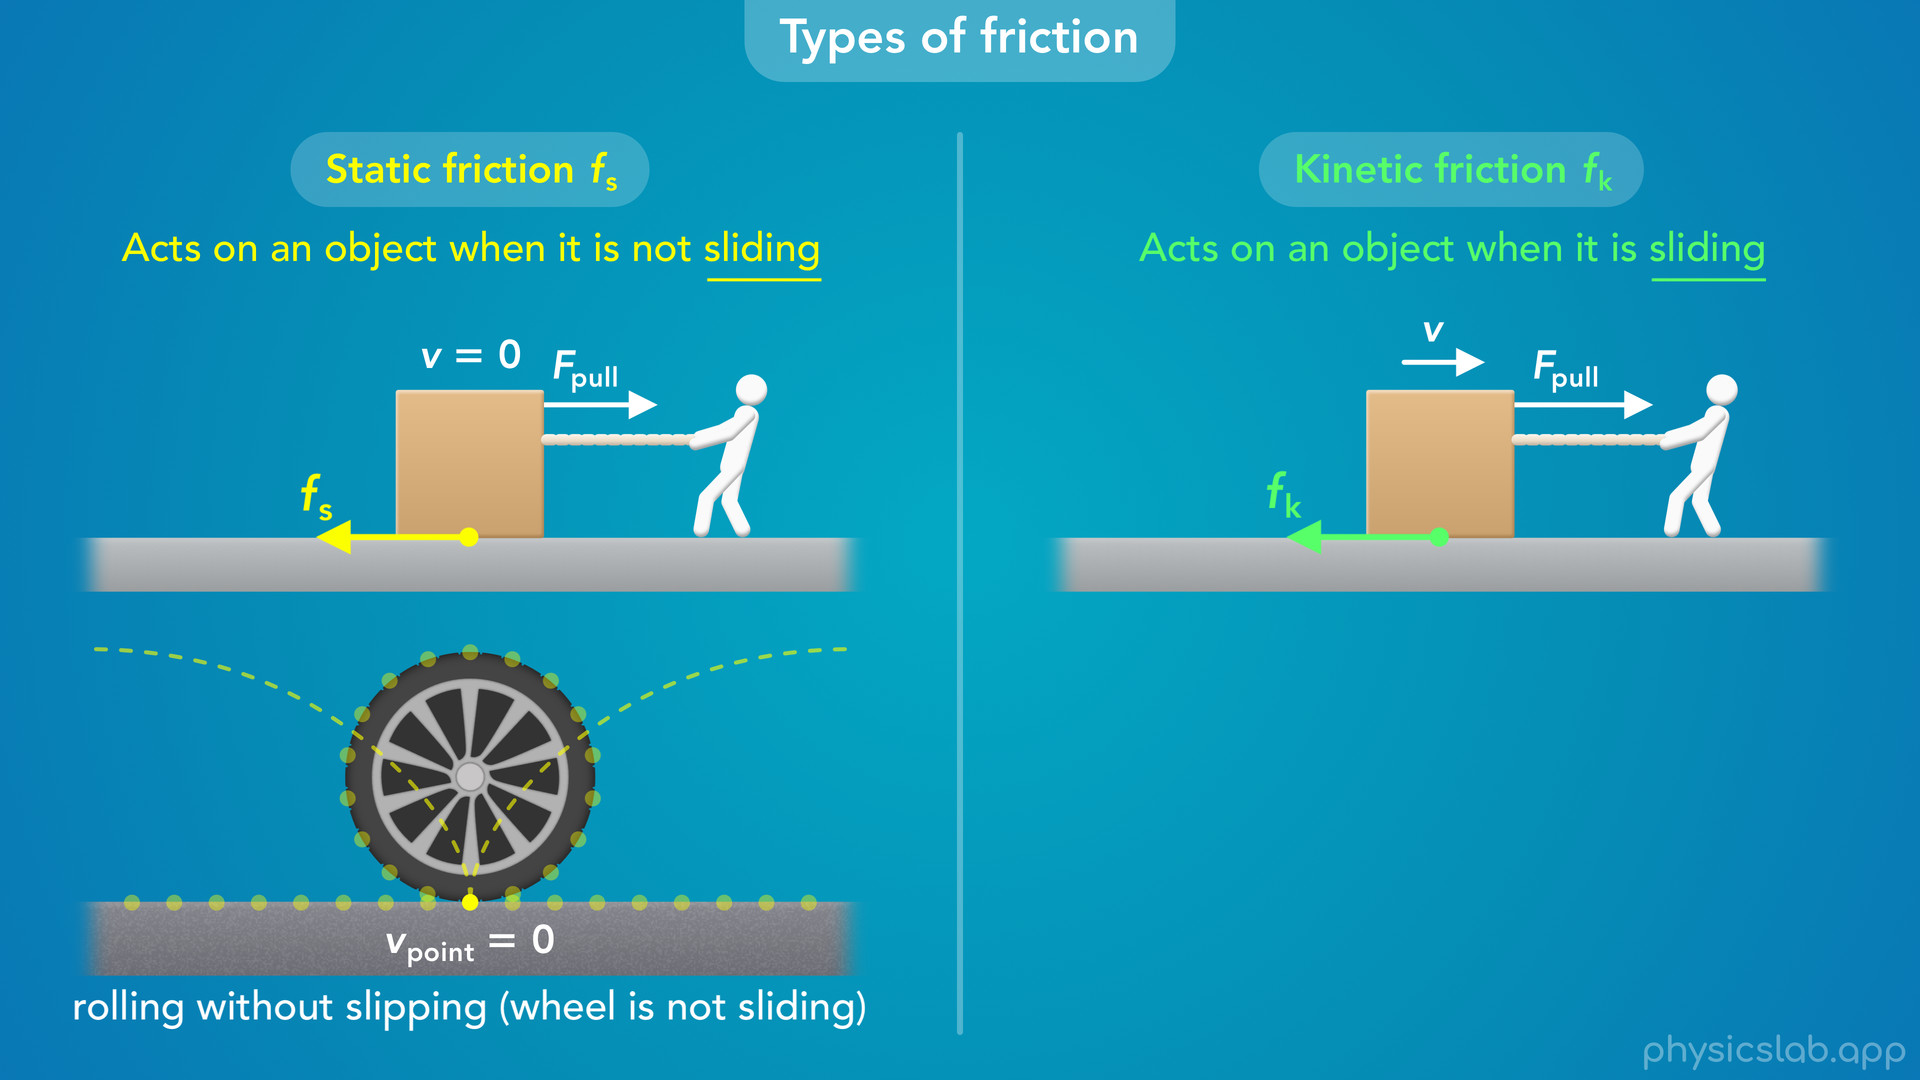 Types of friction
Static friction fs
Acts on an object when it is not sliding
v = 0
Fpull
fs
vpoint = 0
rolling without slipping (wheel is not sliding)
Kinetic friction fk
Acts on an object when it is sliding
v
Fpull
fk
physicslab.app